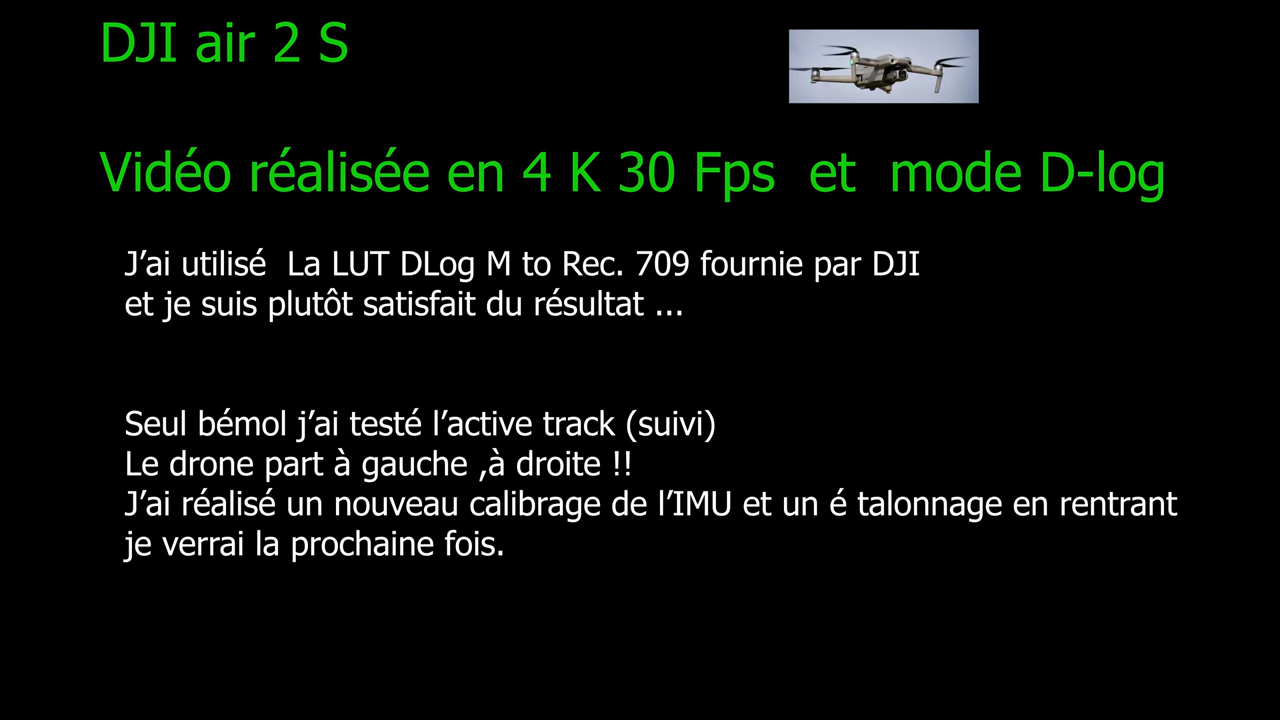 DJI air 2 S
Vidéo réalisée en 4 K 30 Fps et mode D-log
J’ai utilisé La LUT DLog M to Rec. 709 fournie par DJI
et je suis plutôt satisfait du résultat ...
Seul bémol j’ai testé l’active track (suivi)
Le drone part à gauche ,à droite !!
J’ai réalisé un nouveau calibrage de l’IMU et un é talonnage en rentrant
je verrai la prochaine fois.